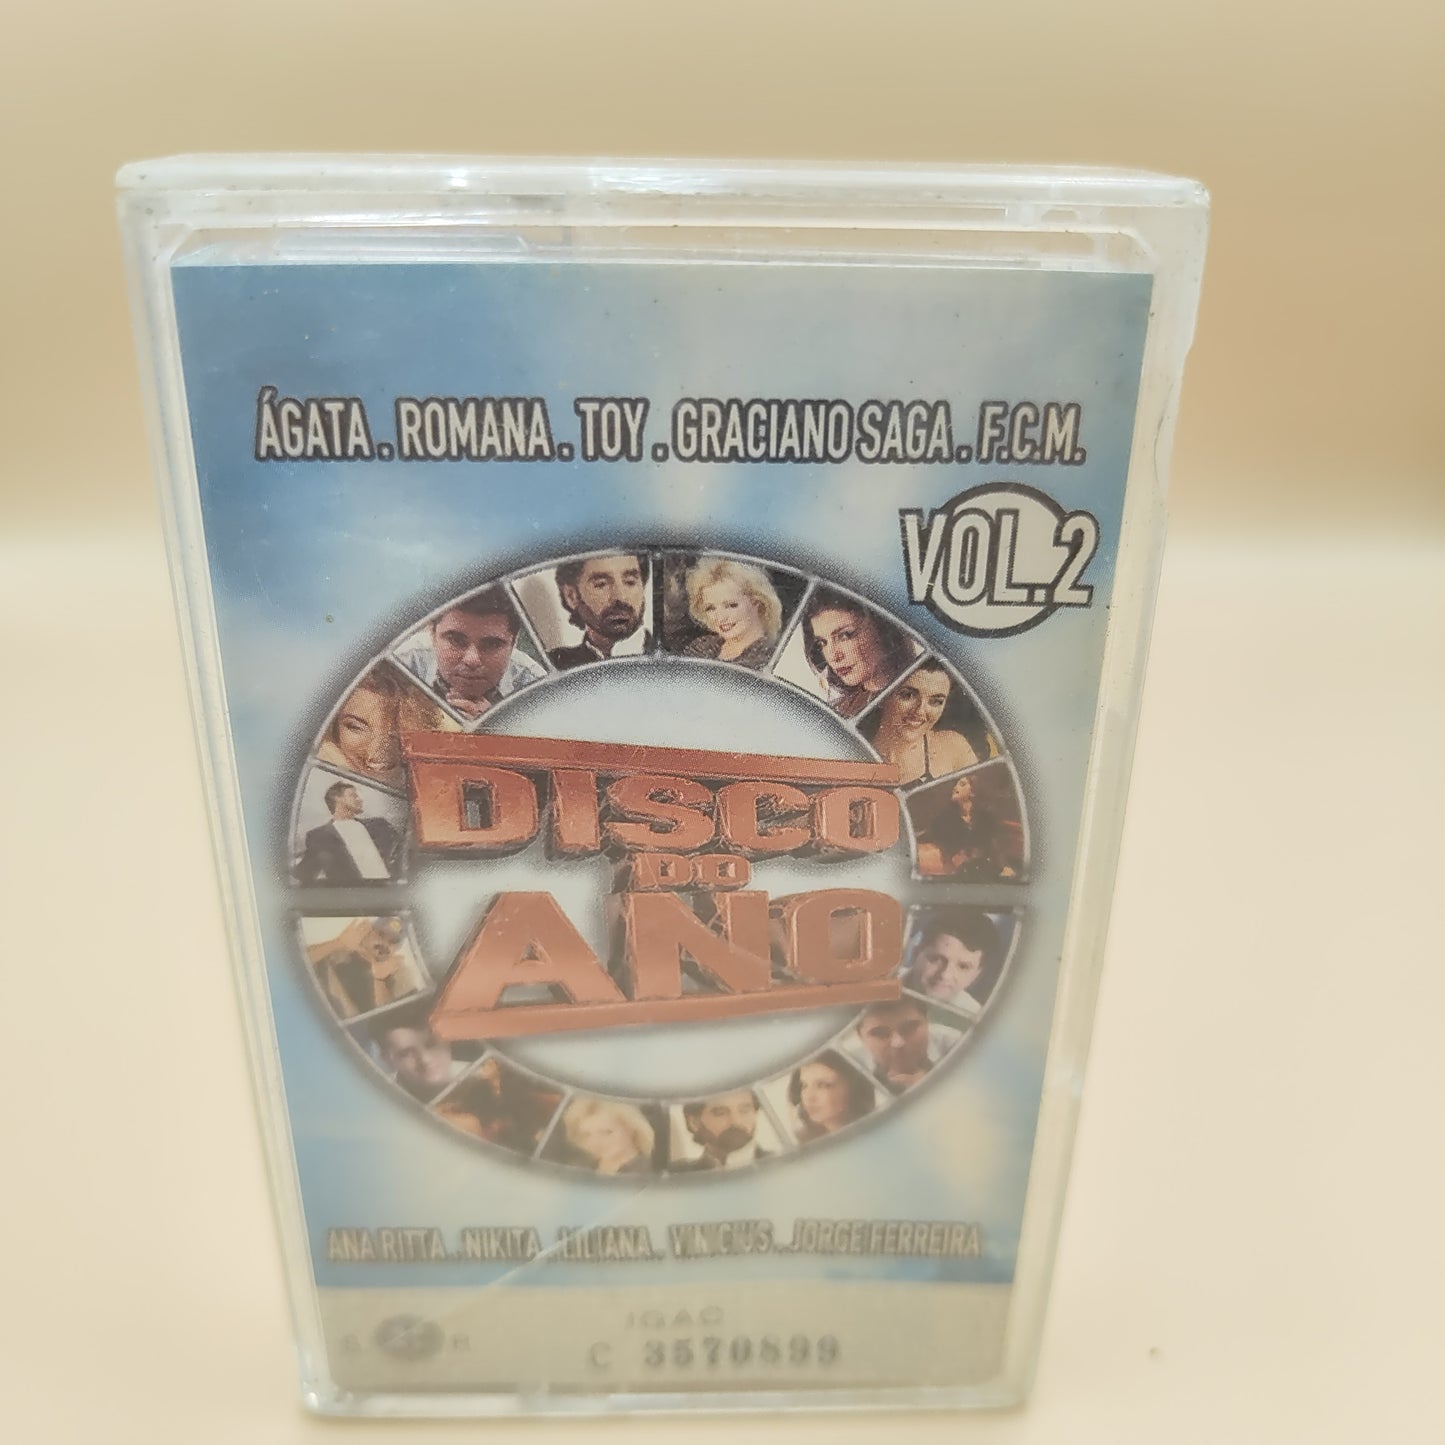 ÁGATA . ROMANA . TOY . GRACIANO SAGA . F.C.M.
VOL.2
DISCO
DO
ANO
ANA RITTA . NIKITA . LILIANA . VINICIUS . JORGE FERREIRA
IGAC
C 3570899